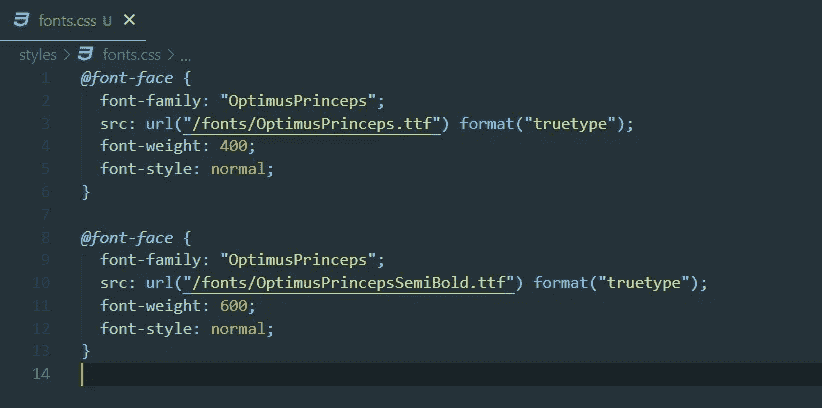 fonts.css U ✕
styles > fonts.css > ...
1 @font-face {
2   font-family: "OptimusPrinceps";
3   src: url("/fonts/OptimusPrinceps.ttf") format("truetype");
4   font-weight: 400;
5   font-style: normal;
6 }
7
8 @font-face {
9   font-family: "OptimusPrinceps";
10   src: url("/fonts/OptimusPrincepsSemiBold.ttf") format("truetype");
11   font-weight: 600;
12   font-style: normal;
13 }
14